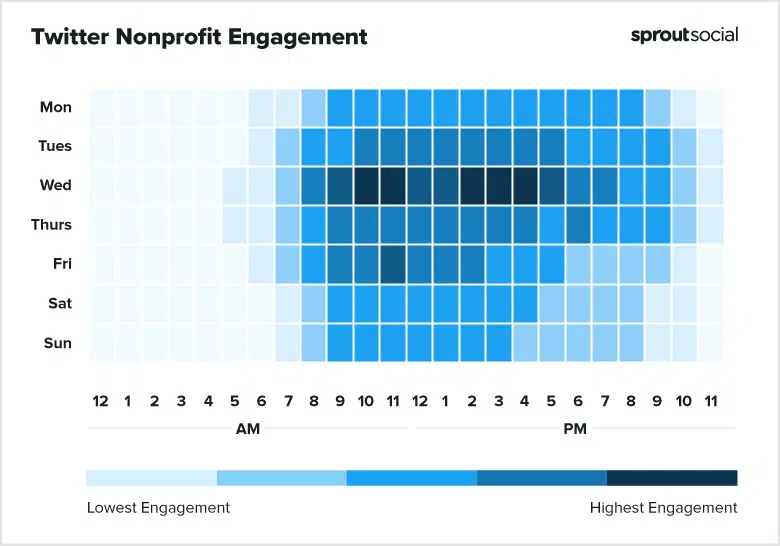 Twitter Nonprofit Engagement
sproutsocial
Mon
Tues
Wed
Thurs
Fri
Sat
Sun
12 1 2 3 4 5 6 7 8 9 10 11 12 1 2 3 4 5 6 7 8 9 10 11
AM PM
Lowest Engagement Highest Engagement